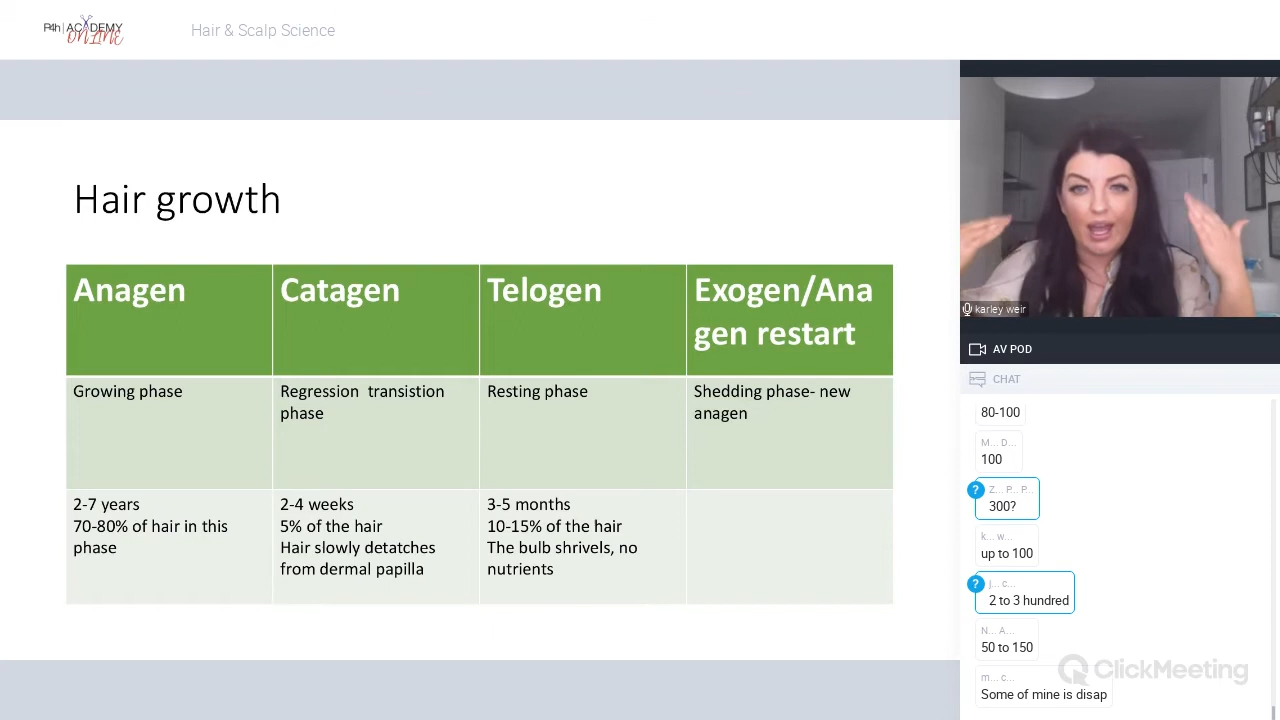 P4h | ACADEMY
ONLINE
Hair & Scalp Science
Hair growth
Anagen
Catagen
Telogen
Exogen/Ana
gen restart
Growing phase
Regression transistion
phase
Resting phase
Shedding phase- new
anagen
2-7 years
70-80% of hair in this
phase
2-4 weeks
5% of the hair
Hair slowly detatches
from dermal papilla
3-5 months
10-15% of the hair
The bulb shrivels, no
nutrients
karley weir
AV POD
CHAT
80-100
M... D...
100
? Z... P... P...
300?
k... w...
up to 100
? j... c...
2 to 3 hundred
N... A...
50 to 150
m... c...
Some of mine is disap
ClickMeeting